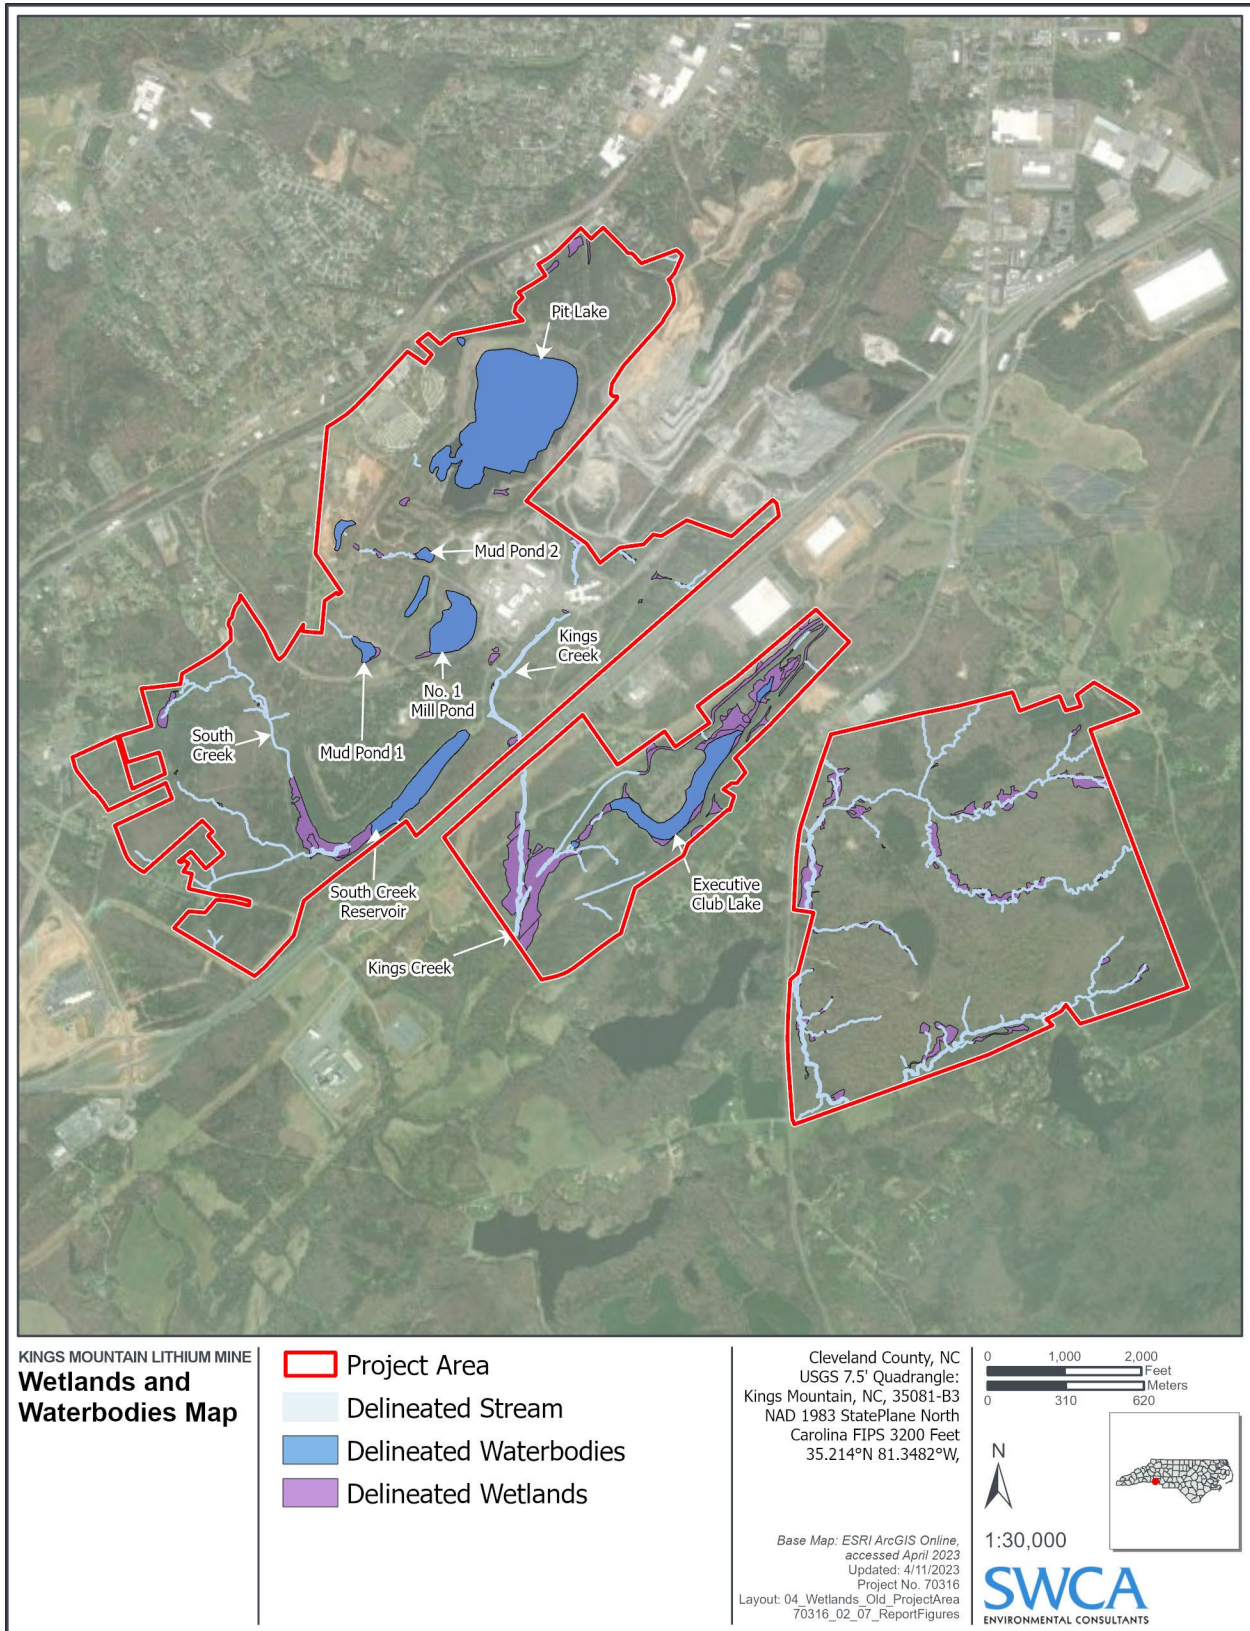 Pit Lake
Mud Pond 2
Kings
Creek
No. 1
Mill Pond
South
Creek
Mud Pond 1
South Creek
Reservoir
Executive
Club Lake
Kings Creek
KINGS MOUNTAIN LITHIUM MINE
Wetlands and
Waterbodies Map
Project Area
Delineated Stream
Delineated Waterbodies
Delineated Wetlands
Cleveland County, NC
USGS 7.5' Quadrangle:
Kings Mountain, NC, 35081-B3
NAD 1983 StatePlane North
Carolina FIPS 3200 Feet
35.214°N 81.3482°W,
Base Map: ESRI ArcGIS Online,
accessed April 2023
Updated: 4/11/2023
Project No. 70316
Layout: 04_Wetlands_Old_ProjectArea
70316_02_07_ReportFigures
0 1,000 2,000
Feet
Meters
0 310 620
N
1:30,000
SWCA
ENVIRONMENTAL CONSULTANTS